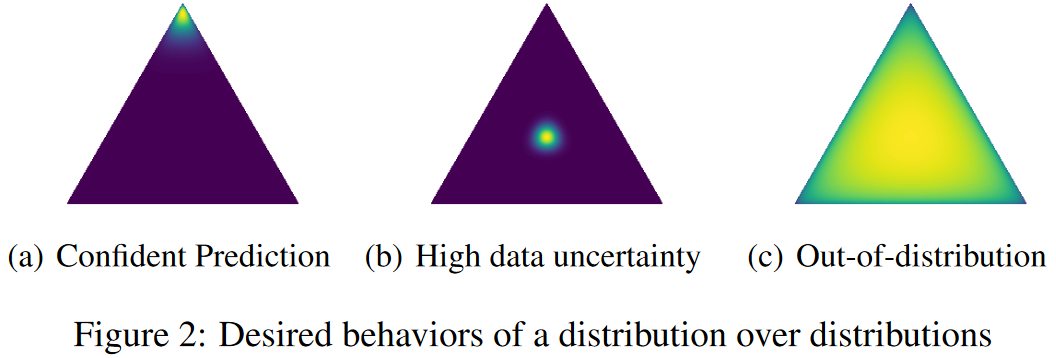 (a) Confident Prediction (b) High data uncertainty (c) Out-of-distribution
Figure 2: Desired behaviors of a distribution over distributions